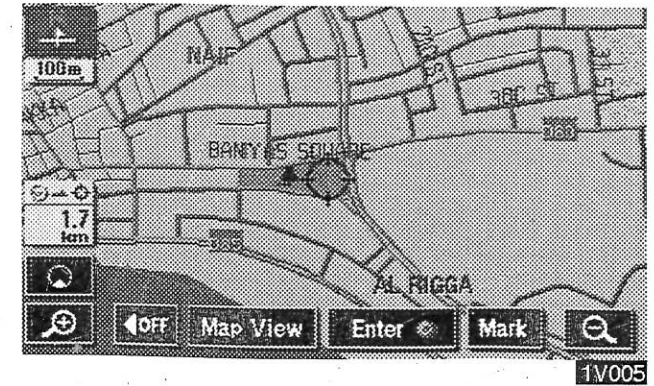 NAIF
100m
BANIYAS SQUARE
1.7
km
AL RIGGA
OFF
Map View
Enter
Mark
1V005